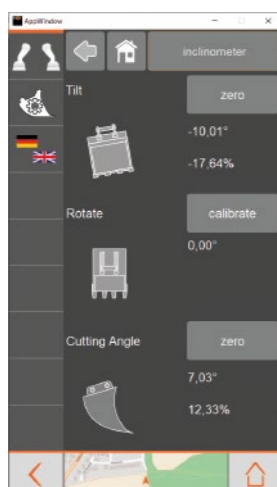 AppWindow
inclinometer
Tilt
zero
-10,01°
-17,64%
Rotate
calibrate
0,00°
Cutting Angle
zero
7,03°
12,33%